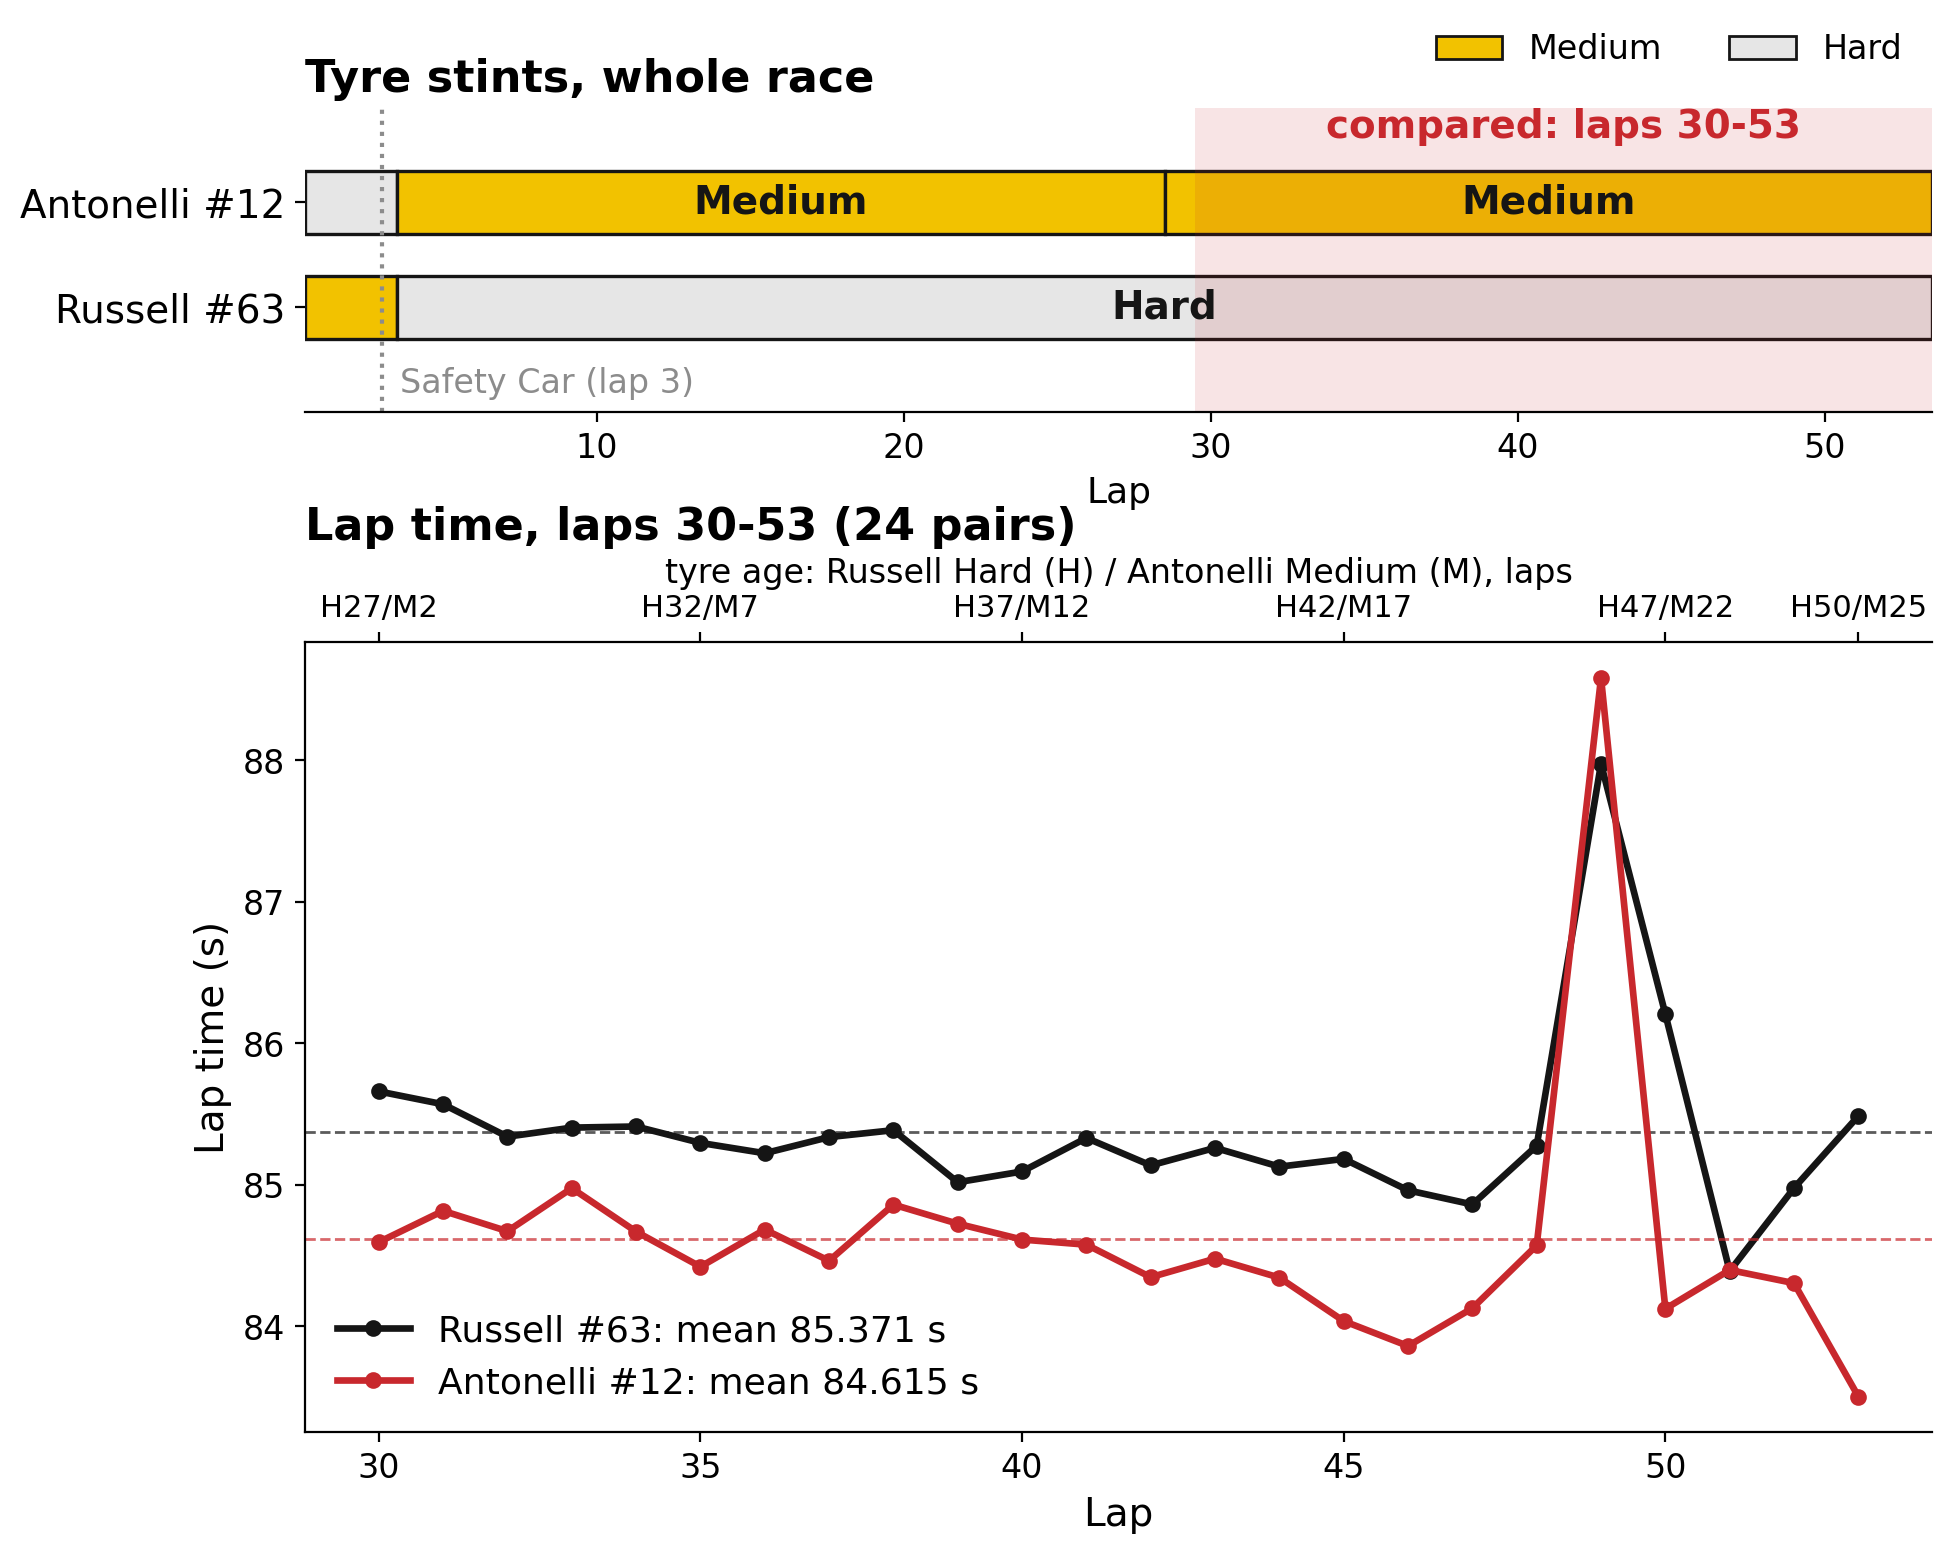 Medium Hard
Tyre stints, whole race
compared: laps 30-53
Antonelli #12 Medium Medium
Russell #63 Hard
Safety Car (lap 3)
10 20 30 40 50
Lap
Lap time, laps 30-53 (24 pairs)
tyre age: Russell Hard (H) / Antonelli Medium (M), laps
H27/M2 H32/M7 H37/M12 H42/M17 H47/M22 H50/M25
Lap time (s)
88
87
86
85
84
Russell #63: mean 85.371 s
Antonelli #12: mean 84.615 s
30 35 40 45 50
Lap